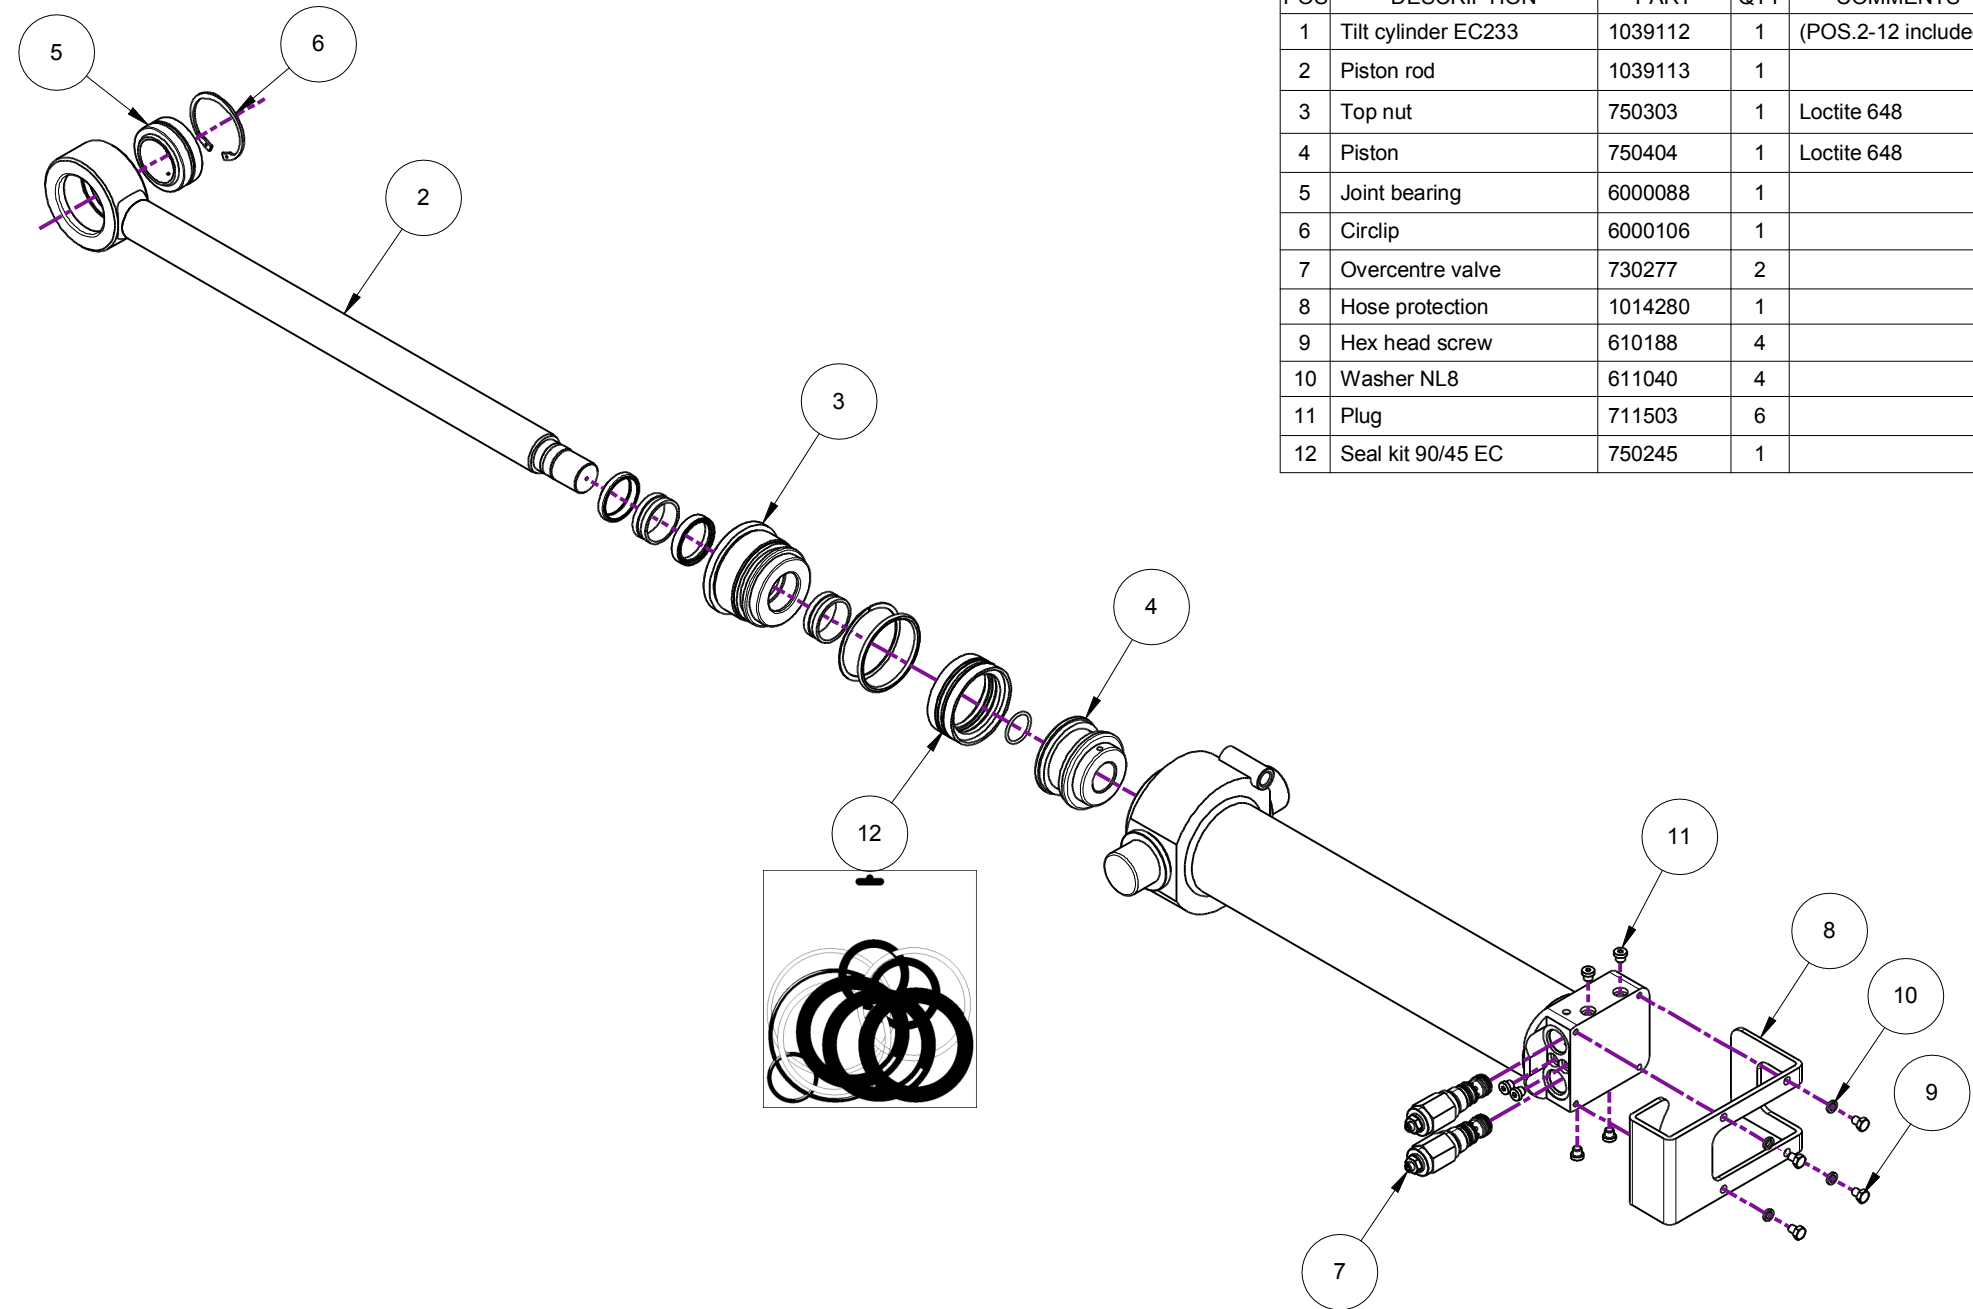 POS DESCRIPTION PART QTY COMMENTS
1 Tilt cylinder EC233 1039112 1 (POS.2-12 include
2 Piston rod 1039113 1
3 Top nut 750303 1 Loctite 648
4 Piston 750404 1 Loctite 648
5 Joint bearing 6000088 1
6 Circlip 6000106 1
7 Overcentre valve 730277 2
8 Hose protection 1014280 1
9 Hex head screw 610188 4
10 Washer NL8 611040 4
11 Plug 711503 6
12 Seal kit 90/45 EC 750245 1
5
6
2
3
4
12
11
8
10
9
7